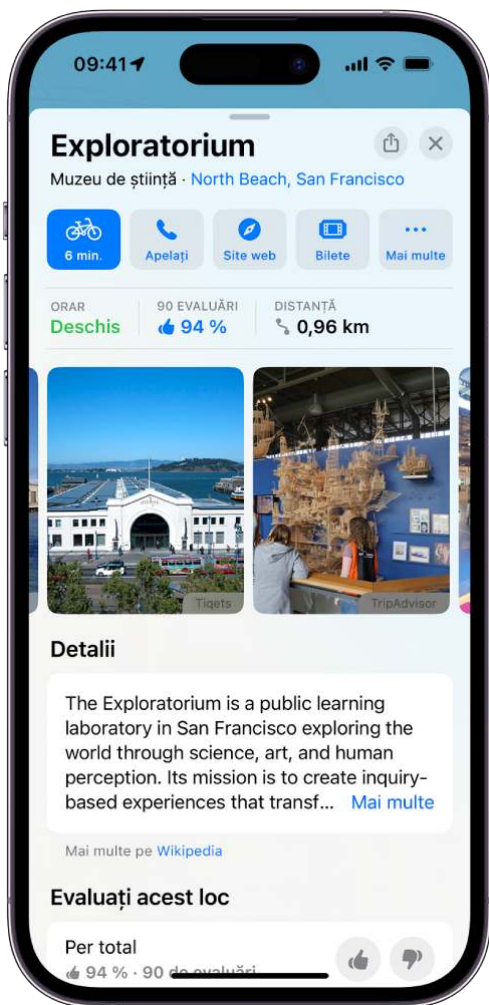 09:41
Exploratorium
Muzeu de știință · North Beach, San Francisco
6 min.
Apelați
Site web
Bilete
Mai multe
ORAR
90 EVALUĂRI
DISTANȚĂ
Deschis
94 %
0,96 km
Tiqets
TripAdvisor
Detalii
The Exploratorium is a public learning
laboratory in San Francisco exploring the
world through science, art, and human
perception. Its mission is to create inquiry-
based experiences that transf... Mai multe
Mai multe pe Wikipedia
Evaluați acest loc
Per total
94 % · 90 de evaluări